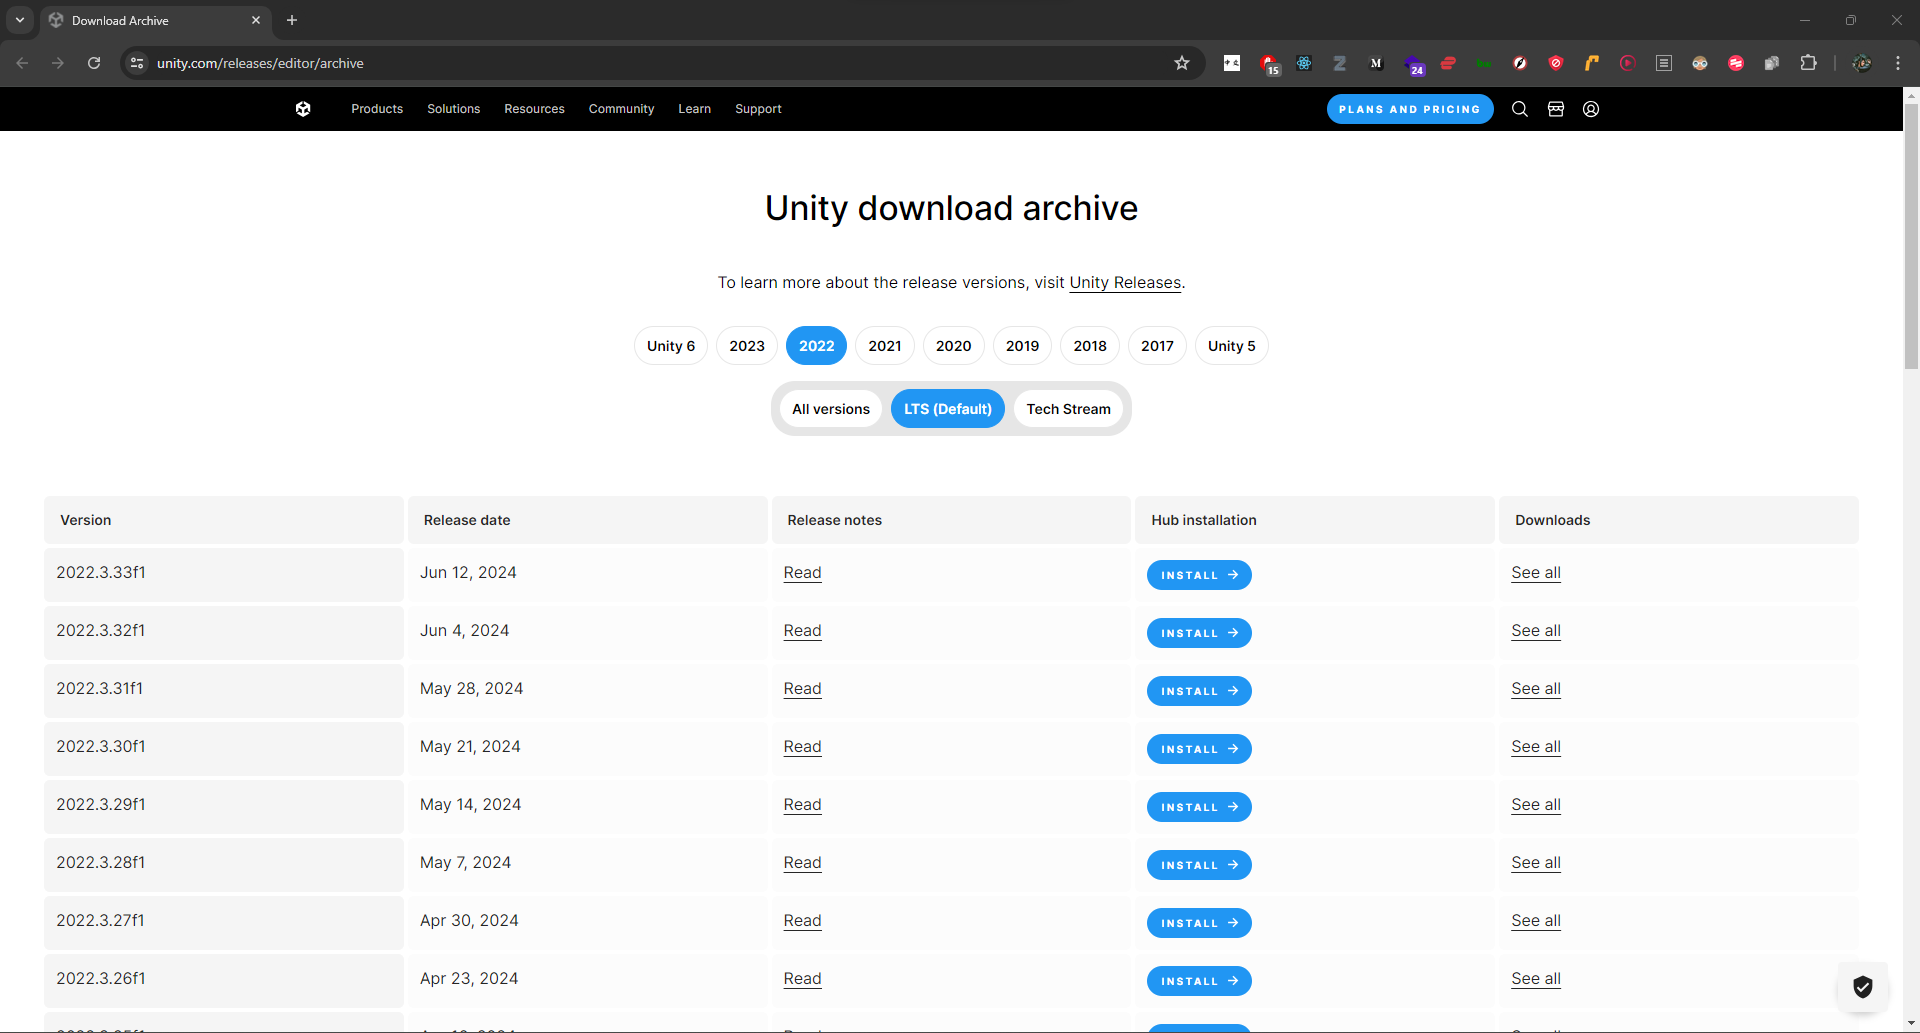 Download Archive
unity.com/releases/editor/archive
15
M
24
Products Solutions Resources Community Learn Support
PLANS AND PRICING
Unity download archive
To learn more about the release versions, visit Unity Releases.
Unity 6 2023 2022 2021 2020 2019 2018 2017 Unity 5
All versions LTS (Default) Tech Stream
Version Release date Release notes Hub installation Downloads
2022.3.33f1 Jun 12, 2024 Read INSTALL → See all
2022.3.32f1 Jun 4, 2024 Read INSTALL → See all
2022.3.31f1 May 28, 2024 Read INSTALL → See all
2022.3.30f1 May 21, 2024 Read INSTALL → See all
2022.3.29f1 May 14, 2024 Read INSTALL → See all
2022.3.28f1 May 7, 2024 Read INSTALL → See all
2022.3.27f1 Apr 30, 2024 Read INSTALL → See all
2022.3.26f1 Apr 23, 2024 Read INSTALL → See all